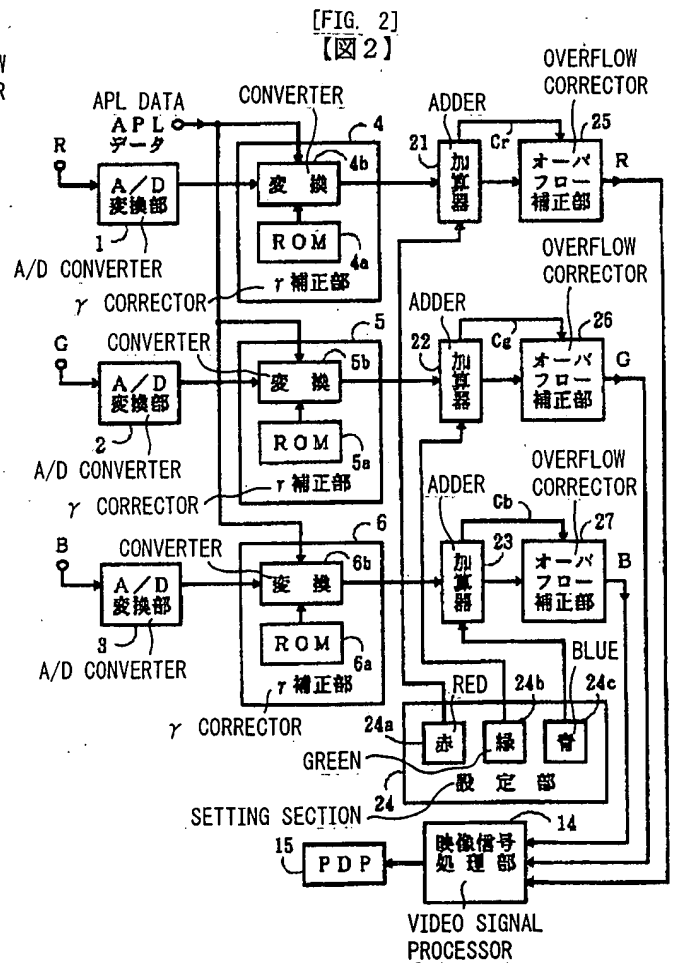 [FIG. 2]
【図2】
W
R
OVERFLOW
CORRECTOR
APL DATA
APL
データ
CONVERTER
ADDER
R
4
25
Cr
21
4b
A/D
変換部
変換
加算器
オーバ
フロー
補正部
R
1
ROM
4a
A/D CONVERTER
γ補正部
γ CORRECTOR
OVERFLOW
CORRECTOR
ADDER
G
CONVERTER
5
26
Cg
22
5b
A/D
変換部
変換
加算器
オーバ
フロー
補正部
G
2
ROM
5a
A/D CONVERTER
γ補正部
γ CORRECTOR
OVERFLOW
CORRECTOR
ADDER
Cb
B
CONVERTER
6
27
6b
23
A/D
変換部
変換
加算器
オーバ
フロー
補正部
B
3
ROM
6a
A/D CONVERTER
γ補正部
γ CORRECTOR
BLUE
RED
24b
24c
24a
赤
緑
青
GREEN
24
設定部
SETTING SECTION
14
15
PDP
映像信号
処理部
VIDEO SIGNAL
PROCESSOR